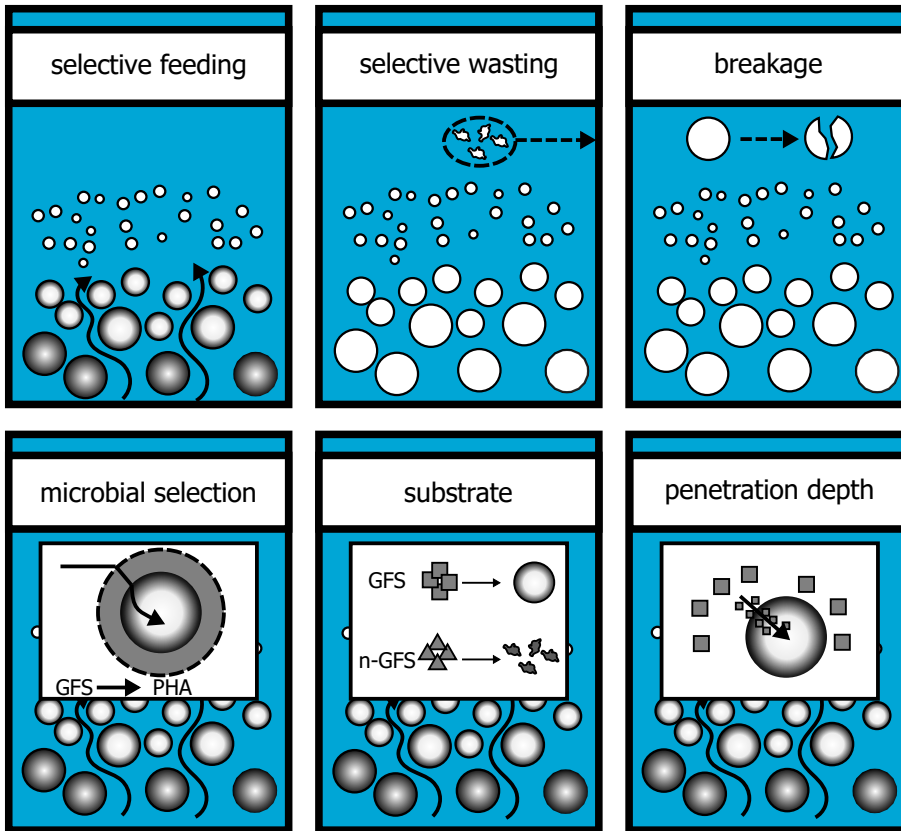 selective feeding
selective wasting
breakage
microbial selection
GFS PHA
substrate
GFS
n-GFS
penetration depth